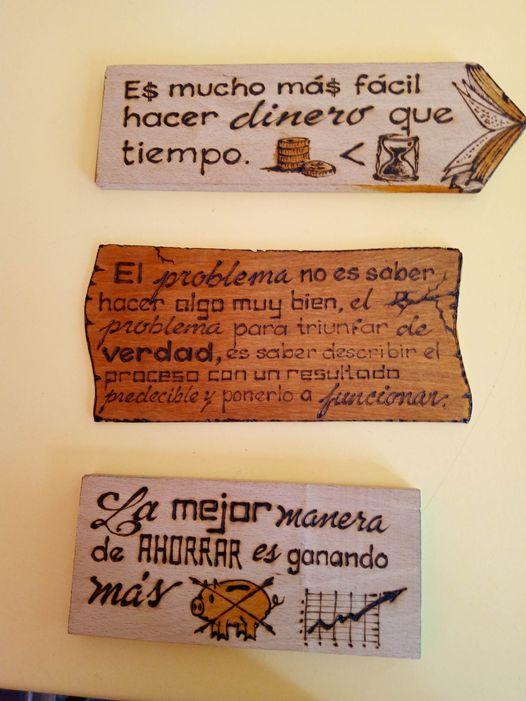 E$ mucho má$ fácil
hacer dinero que
tiempo. <
El problema no es saber
hacer algo muy bien, el
problema para triunfar de
verdad, es saber describir el
proceso con un resultado
predecible y ponerlo a funcionar.
La mejor manera
de AHORRAR es ganando
más